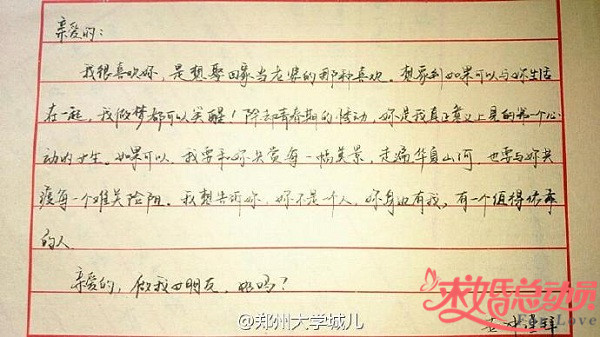 亲爱的：
我很喜欢你，是想娶回家当老婆的那种喜欢。想象到如果可以与你生活
在一起，我做梦都可以笑醒！除却青春期的悸动，你是我真正意义上见的第一个心
动的女生。如果可以，我要和你共赏每一幅美景，走遍华身山河，也要与你共
渡每一个难关险阻。我想告诉你，你不是一个人，你身边有我，有一个值得依靠
的人。
亲爱的，做我女朋友，好吗？
求婚总动员
For Love
@郑州大学城儿